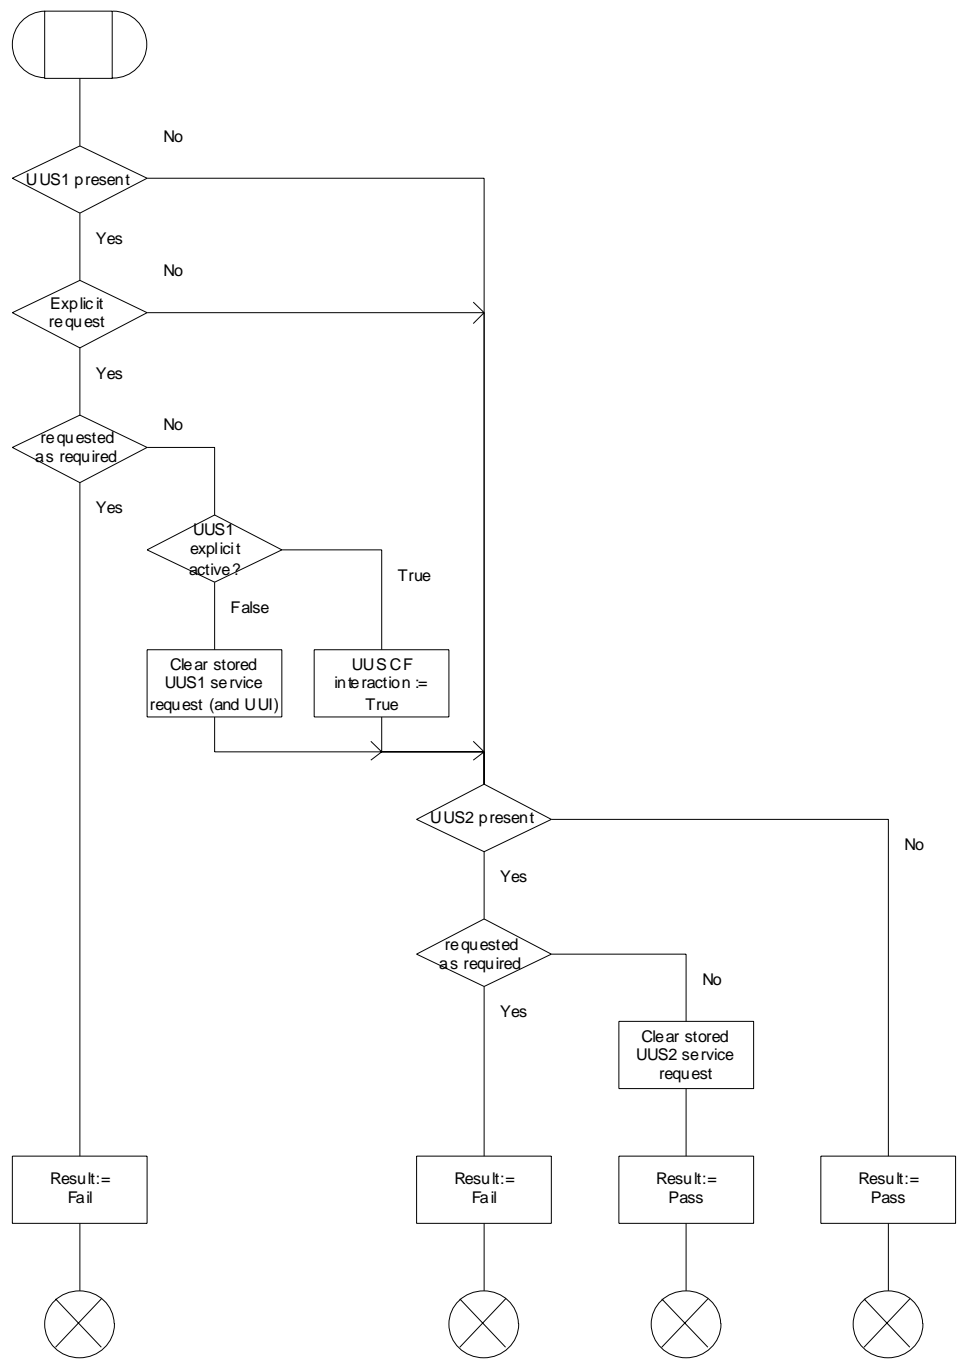 No
UUS1 present
Yes
No
Explicit
request
Yes
No
requested
as required
Yes
UUS1
explicit
active?
True
False
Clear stored
UUS1 service
request (and UUI)
UUSCF
interaction :=
True
UUS2 present
No
Yes
requested
as required
No
Yes
Clear stored
UUS2 service
request
Result:=
Fail
Result:=
Fail
Result:=
Pass
Result:=
Pass